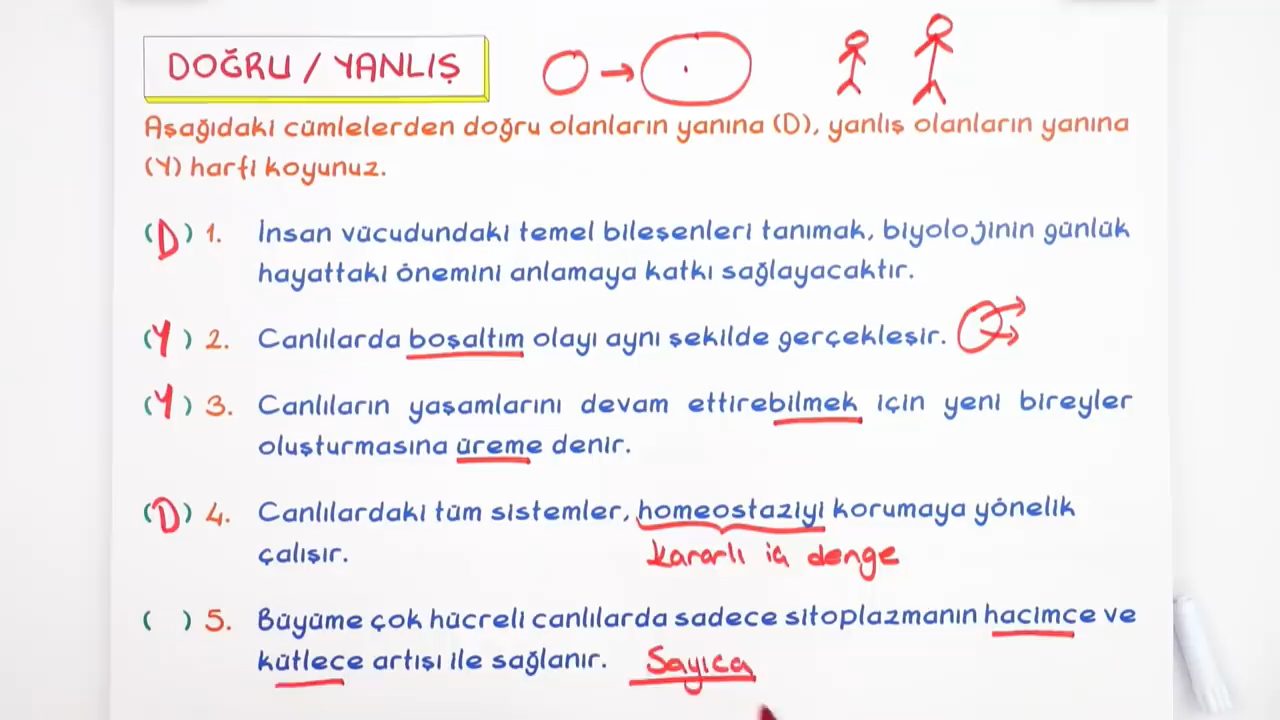 DOĞRU / YANLIŞ
Aşağıdaki cümlelerden doğru olanların yanına (D), yanlış olanların yanına
(Y) harfi koyunuz.
(D) 1. İnsan vücudundaki temel bileşenleri tanımak, biyolojinin günlük
hayattaki önemini anlamaya katkı sağlayacaktır.
(Y) 2. Canlılarda boşaltım olayı aynı şekilde gerçekleşir.
(Y) 3. Canlıların yaşamlarını devam ettirebilmek için yeni bireyler
oluşturmasına üreme denir.
(D) 4. Canlılardaki tüm sistemler, homeostaziyi korumaya yönelik
çalışır.
kararlı iç denge
( ) 5. Büyüme çok hücreli canlılarda sadece sitoplazmanın hacimce ve
kütlece artışı ile sağlanır.
Sayıca